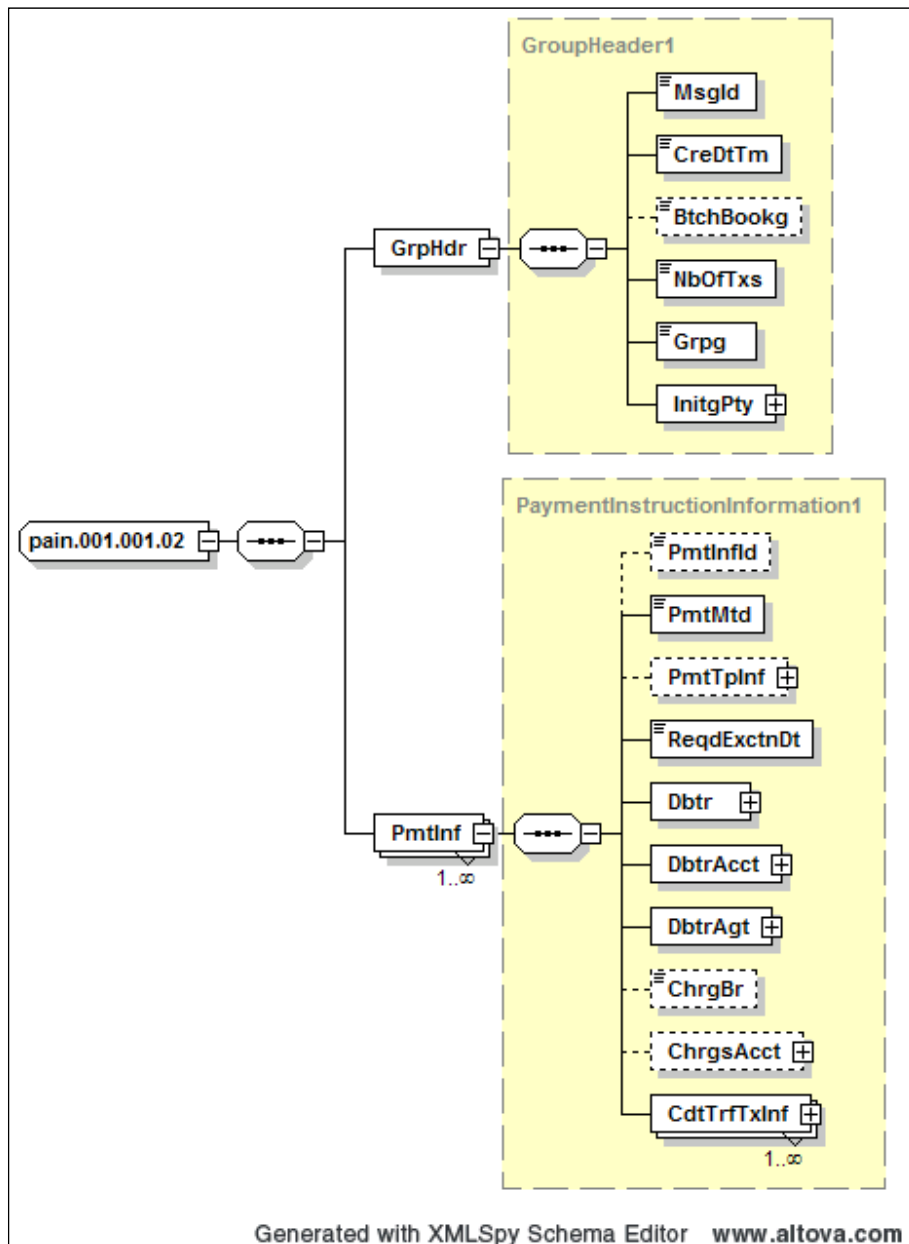 GroupHeader1
MsgId
CreDtTm
BtchBookg
GrpHdr
NbOfTxs
Grpg
InitgPty
PaymentInstructionInformation1
pain.001.001.02
PmtInfId
PmtMtd
PmtTpInf
ReqdExctnDt
Dbtr
PmtInf
1..∞
DbtrAcct
DbtrAgt
ChrgBr
ChrgsAcct
CdtTrfTxInf
1..∞
Generated with XMLSpy Schema Editor www.altova.com